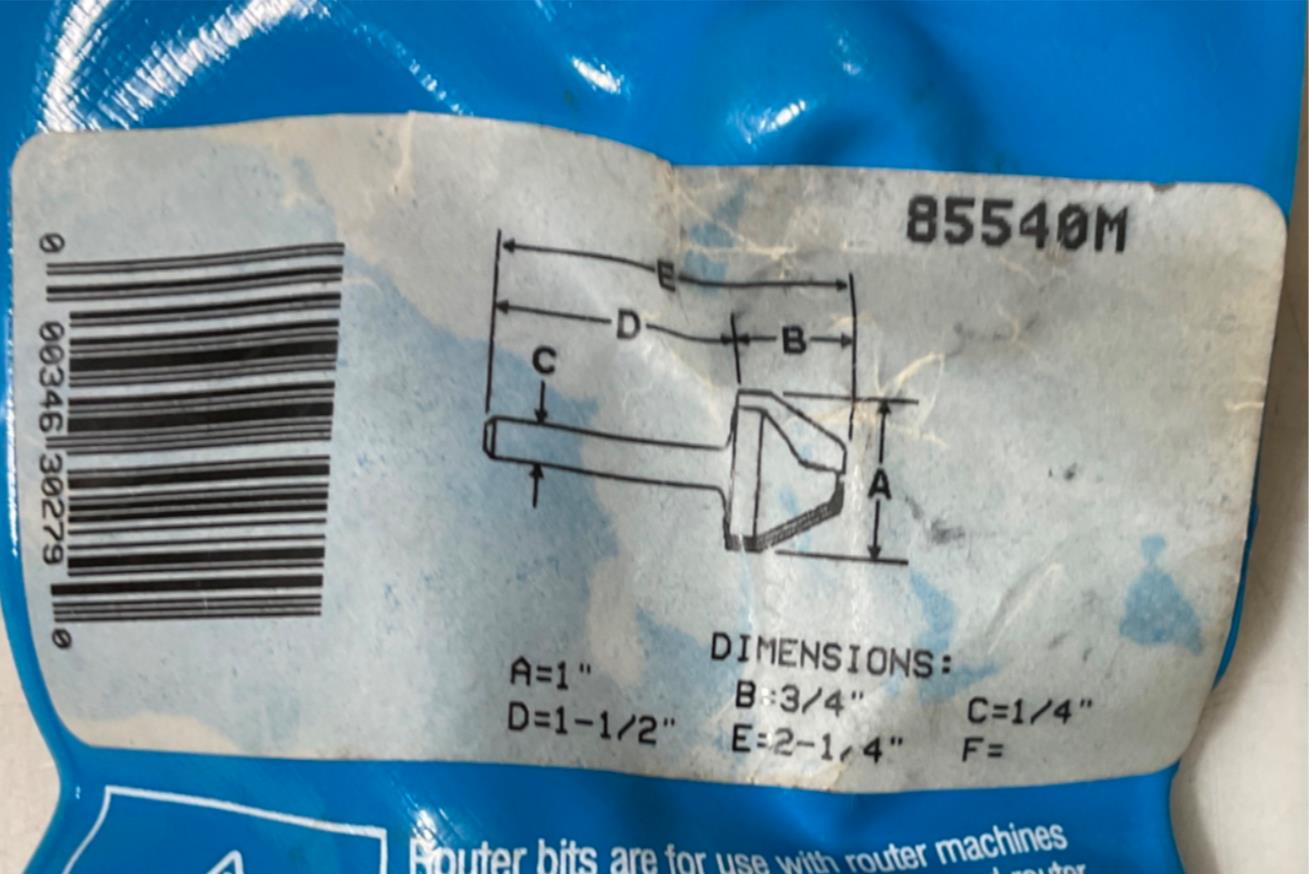 85540M
E
D
B
C
A
0 00346 30279 0
DIMENSIONS:
A=1" B=3/4" C=1/4"
D=1-1/2" E=2-1/4" F=
Router bits are for use with router machines
router